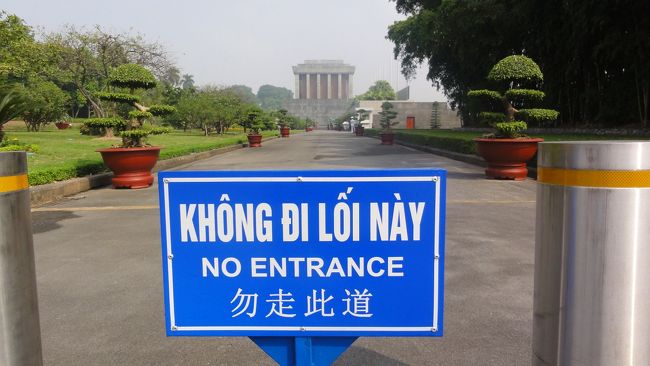 KHÔNG ĐI LỐI NÀY
NO ENTRANCE
勿走此道